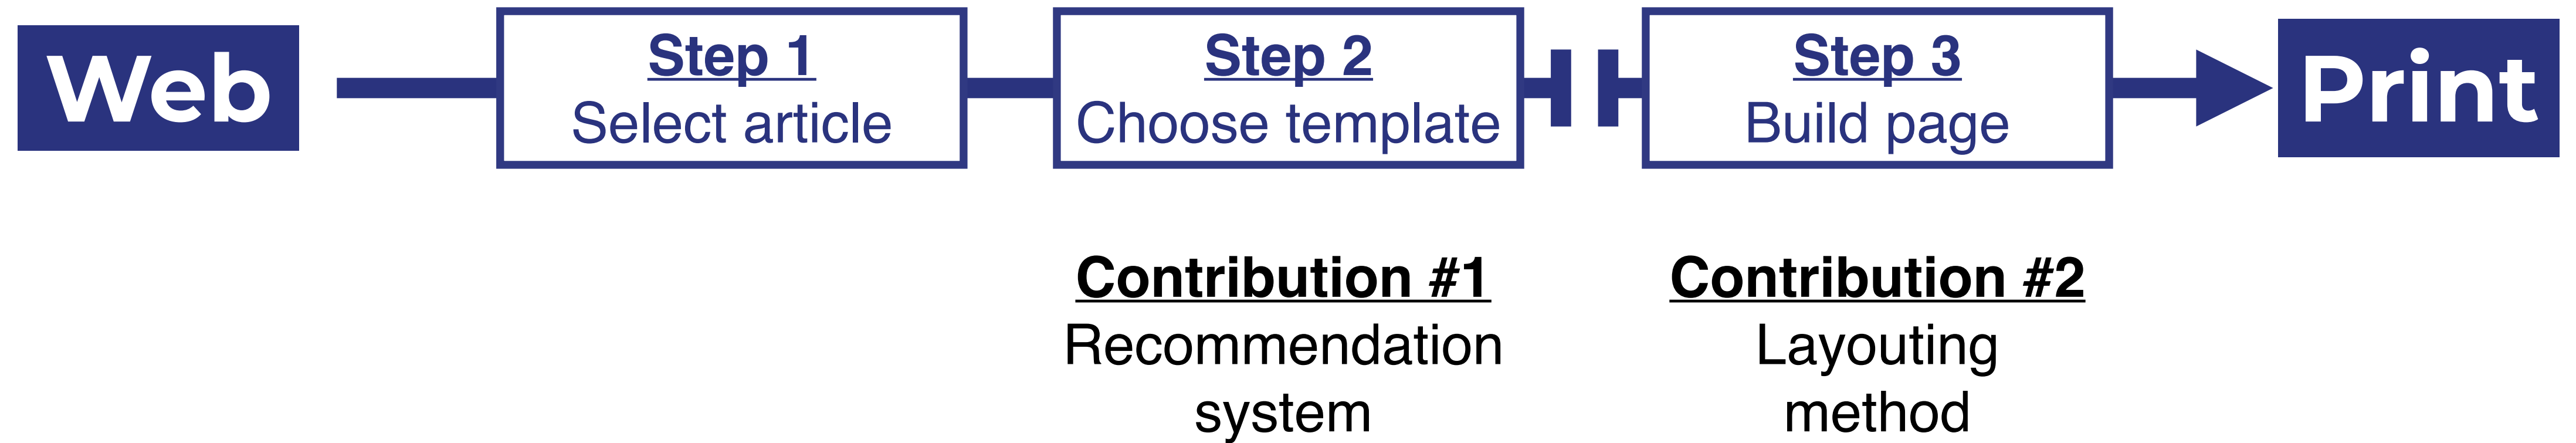 Web
Step 1
Select article
Step 2
Choose template
Step 3
Build page
Print
Contribution #1
Recommendation
system
Contribution #2
Layouting
method